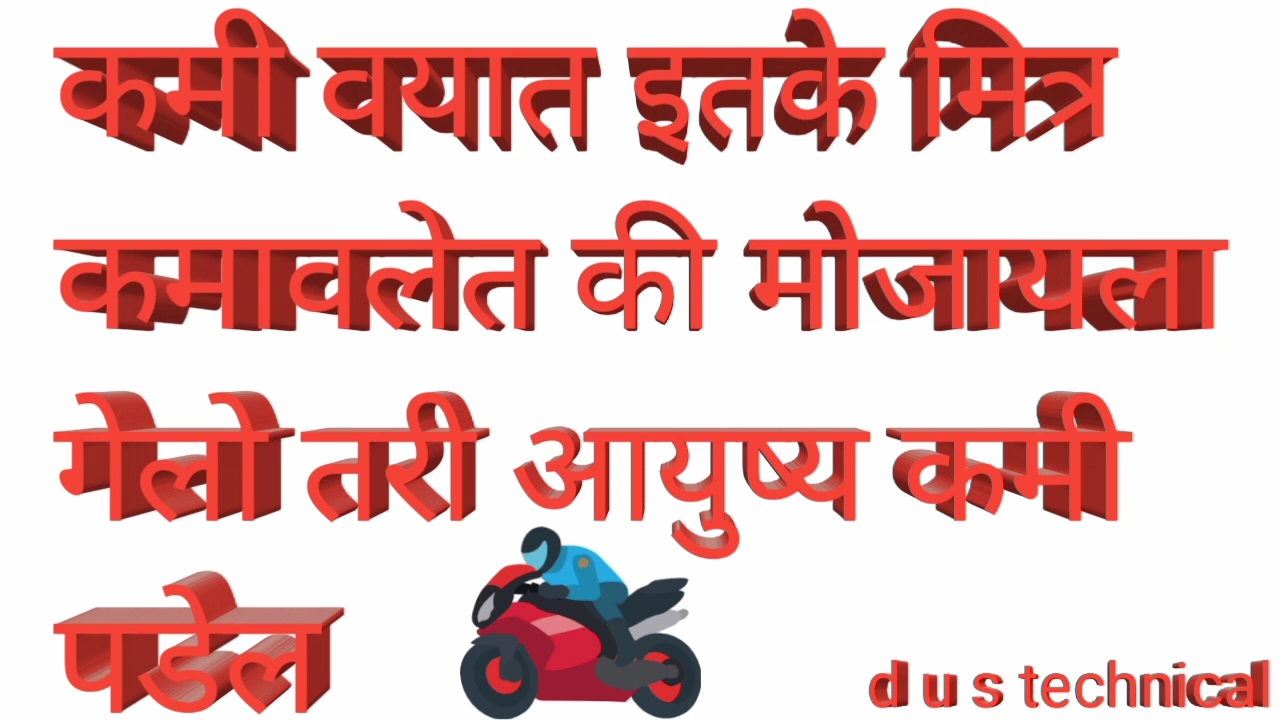 कमी वयात इतके मित्र
कमावलेत की मोजायला
गेलो तरी आयुष्य कमी
पडेल
d u s technical